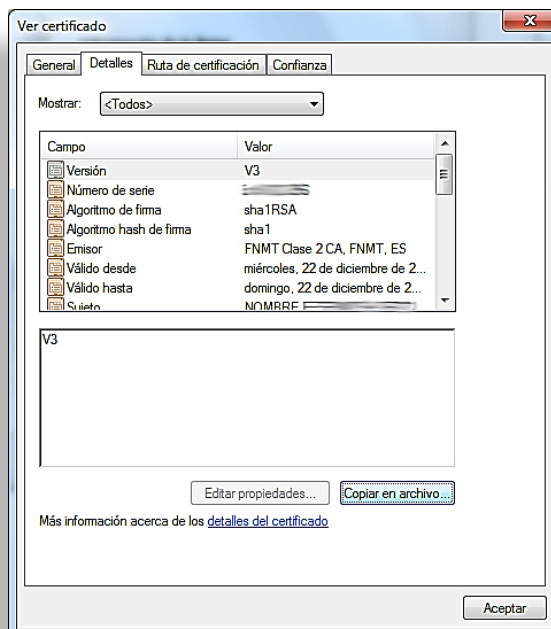 Ver certificado
General Detalles Ruta de certificación Confianza
Mostrar: <Todos>
Campo Valor
Versión V3
Número de serie
Algoritmo de firma sha1RSA
Algoritmo hash de firma sha1
Emisor FNMT Clase 2 CA, FNMT, ES
Válido desde miércoles, 22 de diciembre de 2...
Válido hasta domingo, 22 de diciembre de 2...
Sujeto NOMBRE
V3
Editar propiedades... Copiar en archivo...
Más información acerca de los detalles del certificado
Aceptar